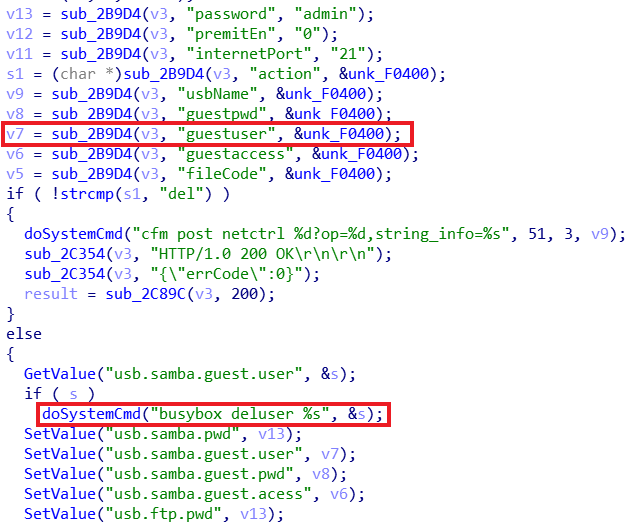 v13 = sub_2B9D4(v3, "password", "admin");
v12 = sub_2B9D4(v3, "premitEn", "0");
v11 = sub_2B9D4(v3, "internetPort", "21");
s1 = (char *)sub_2B9D4(v3, "action", &unk_F0400);
v9 = sub_2B9D4(v3, "usbName", &unk_F0400);
v8 = sub_2B9D4(v3, "guestpwd", &unk_F0400);
v7 = sub_2B9D4(v3, "guestuser", &unk_F0400);
v6 = sub_2B9D4(v3, "guestaccess", &unk_F0400);
v5 = sub_2B9D4(v3, "fileCode", &unk_F0400);
if ( !strcmp(s1, "del") )
{
doSystemCmd("cfm post netctrl %d?op=%d,string_info=%s", 51, 3, v9);
sub_2C354(v3, "HTTP/1.0 200 OK\r\n\r\n");
sub_2C354(v3, "{\"errCode\":0}");
result = sub_2C89C(v3, 200);
}
else
{
GetValue("usb.samba.guest.user", &s);
if ( s )
doSystemCmd("busybox deluser %s", &s);
SetValue("usb.samba.pwd", v13);
SetValue("usb.samba.guest.user", v7);
SetValue("usb.samba.guest.pwd", v8);
SetValue("usb.samba.guest.acess", v6);
SetValue("usb.ftp.pwd", v13);